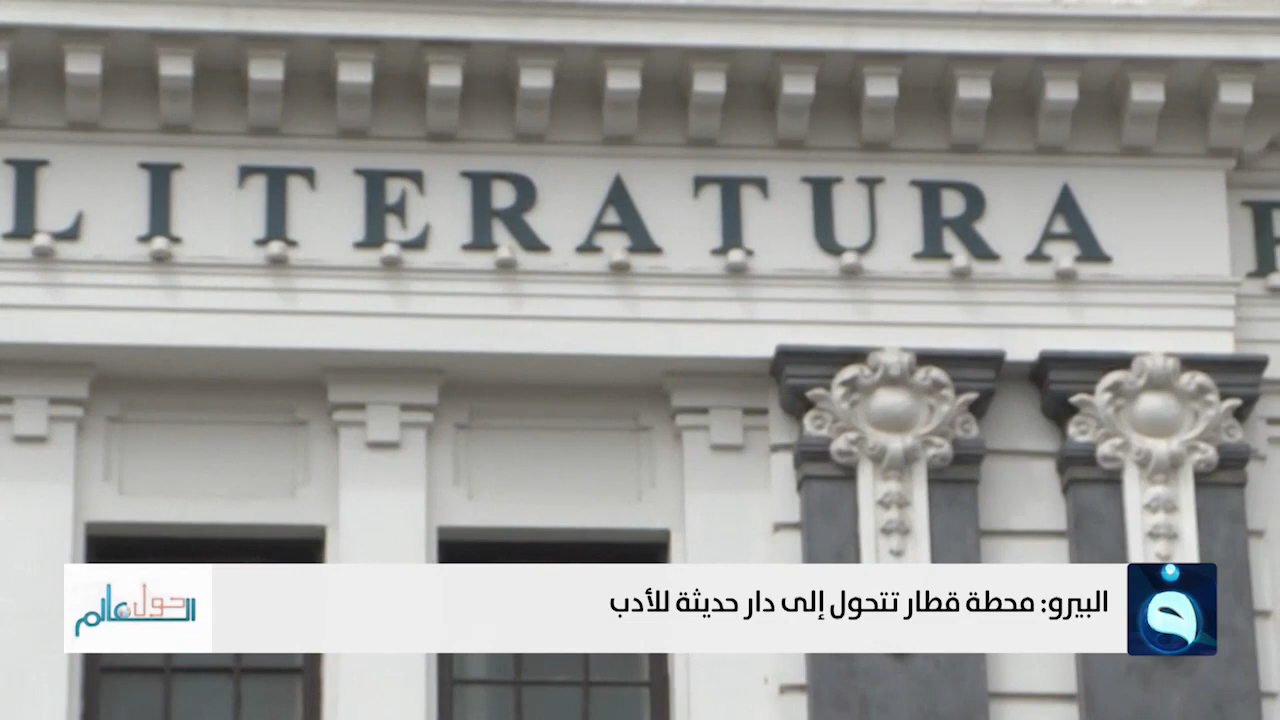 LITERATURA P
البيرو: محطة قطار تتحول إلى دار حديثة للأدب
حول العالم